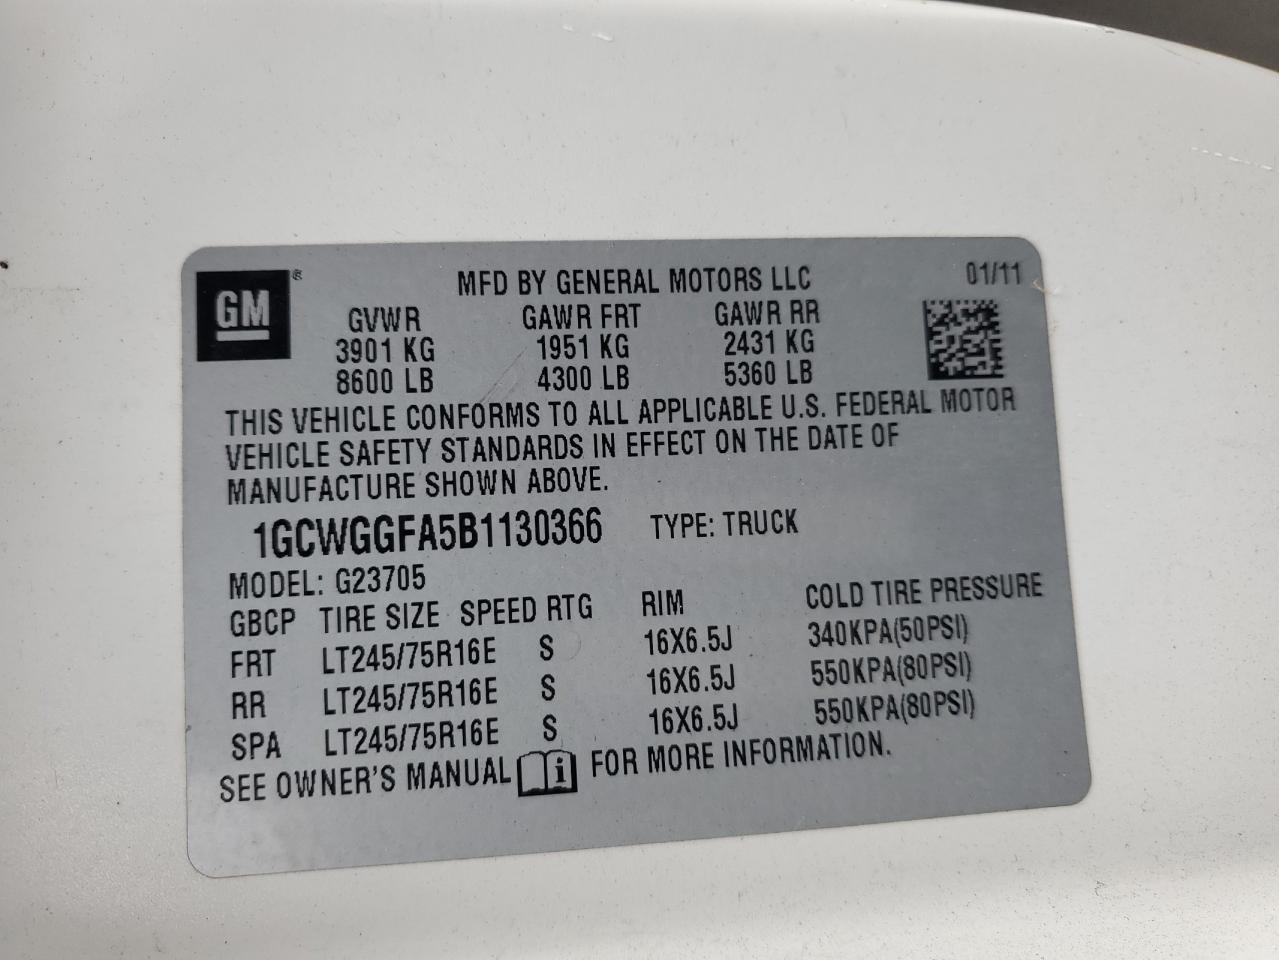 GM®
MFD BY GENERAL MOTORS LLC 01/11
GVWR GAWR FRT GAWR RR
3901 KG 1951 KG 2431 KG
8600 LB 4300 LB 5360 LB
THIS VEHICLE CONFORMS TO ALL APPLICABLE U.S. FEDERAL MOTOR
VEHICLE SAFETY STANDARDS IN EFFECT ON THE DATE OF
MANUFACTURE SHOWN ABOVE.
1GCWGGFA5B1130366 TYPE: TRUCK
MODEL: G23705
GBCP TIRE SIZE SPEED RTG RIM COLD TIRE PRESSURE
FRT LT245/75R16E S 16X6.5J 340KPA(50PSI)
RR LT245/75R16E S 16X6.5J 550KPA(80PSI)
SPA LT245/75R16E S 16X6.5J 550KPA(80PSI)
SEE OWNER'S MANUAL i FOR MORE INFORMATION.